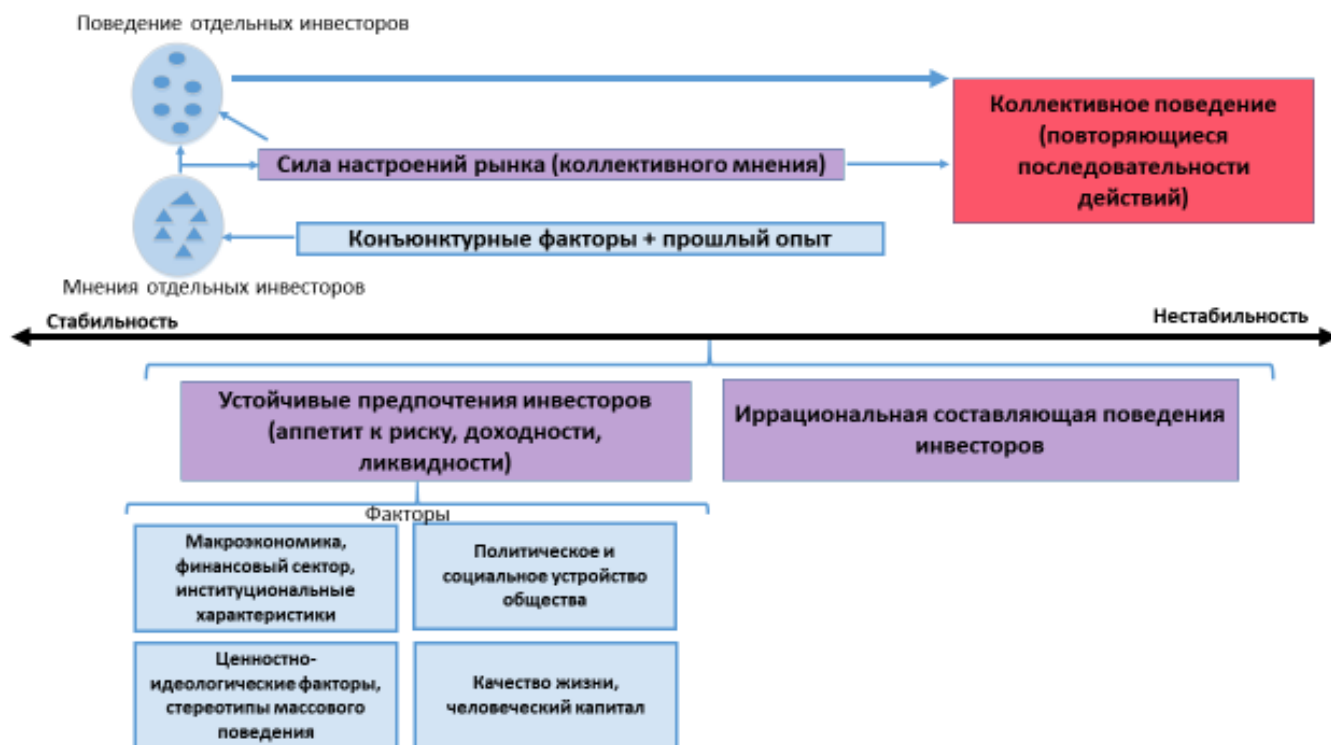 Поведение отдельных инвесторов
Коллективное поведение
(повторяющиеся
последовательности
действий)
Сила настроений рынка (коллективного мнения)
Конъюнктурные факторы + прошлый опыт
Мнения отдельных инвесторов
Стабильность
Нестабильность
Устойчивые предпочтения инвесторов
(аппетит к риску, доходности,
ликвидности)
Иррациональная составляющая поведения
инвесторов
Факторы
Макроэкономика,
финансовый сектор,
институциональные
характеристики
Политическое и
социальное устройство
общества
Ценностно-
идеологические факторы,
стереотипы массового
поведения
Качество жизни,
человеческий капитал